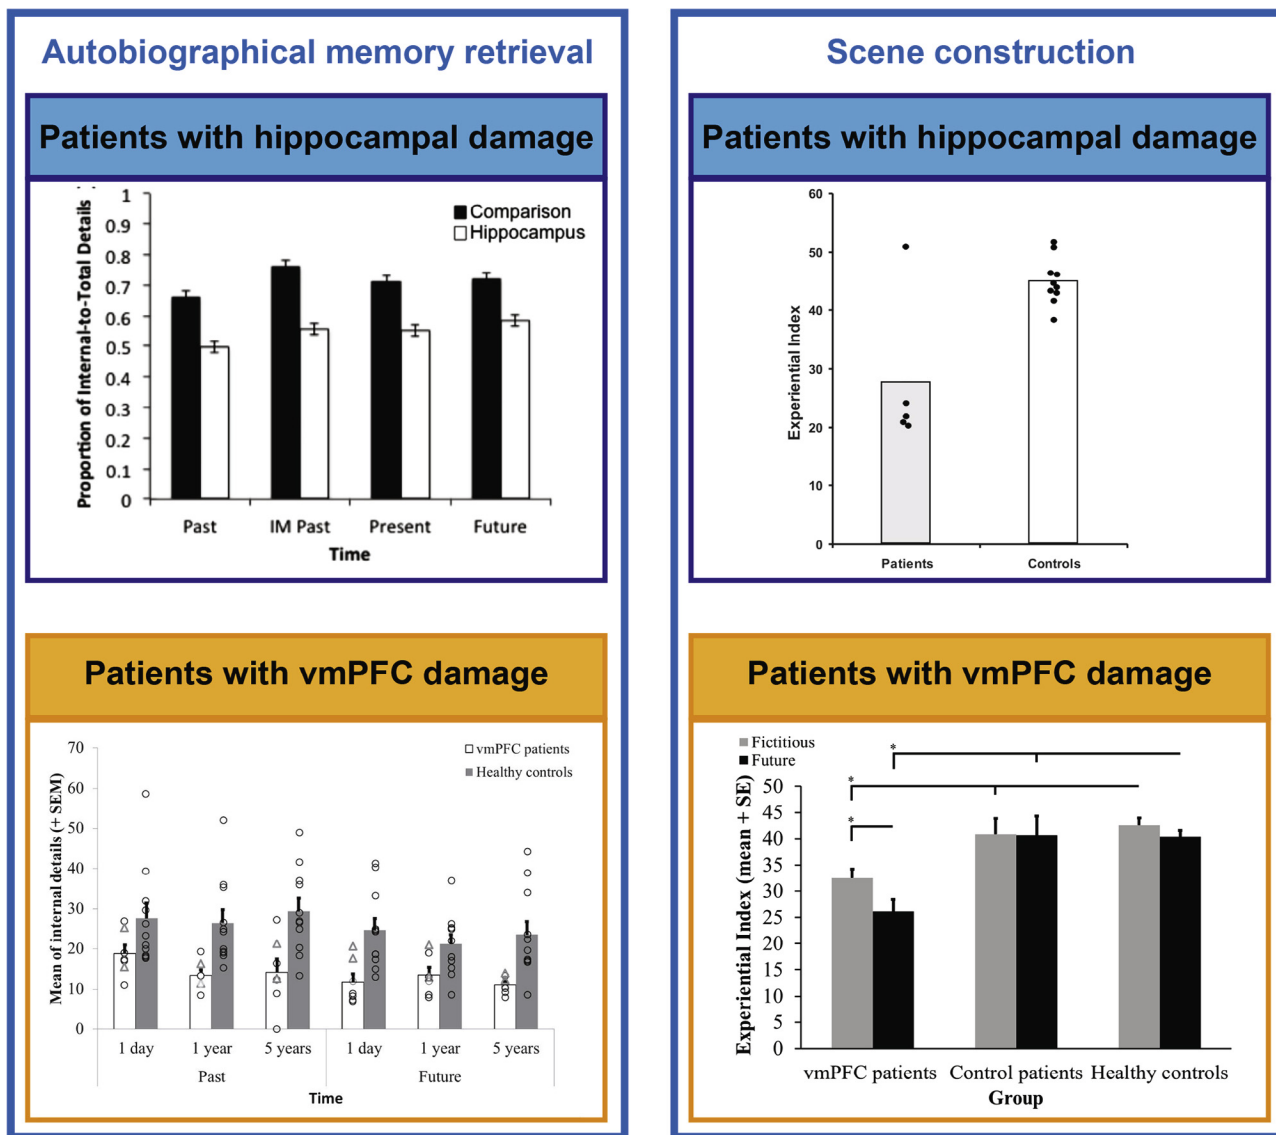 Autobiographical memory retrieval
Patients with hippocampal damage
Proportion of Internal-to-Total Details
1
0.9
0.8
0.7
0.6
0.5
0.4
0.3
0.2
0.1
0
Comparison
Hippocampus
Past IM Past Present Future
Time
Patients with vmPFC damage
Mean of internal details (+ SEM)
70
60
50
40
30
20
10
0
vmPFC patients
Healthy controls
1 day 1 year 5 years 1 day 1 year 5 years
Past Future
Time
Scene construction
Patients with hippocampal damage
Experiential Index
60
50
40
30
20
10
0
Patients Controls
Patients with vmPFC damage
Fictitious
Future
* 
*
*
Experiential Index (mean + SE)
50
45
40
35
30
25
20
15
10
5
0
vmPFC patients Control patients Healthy controls
Group